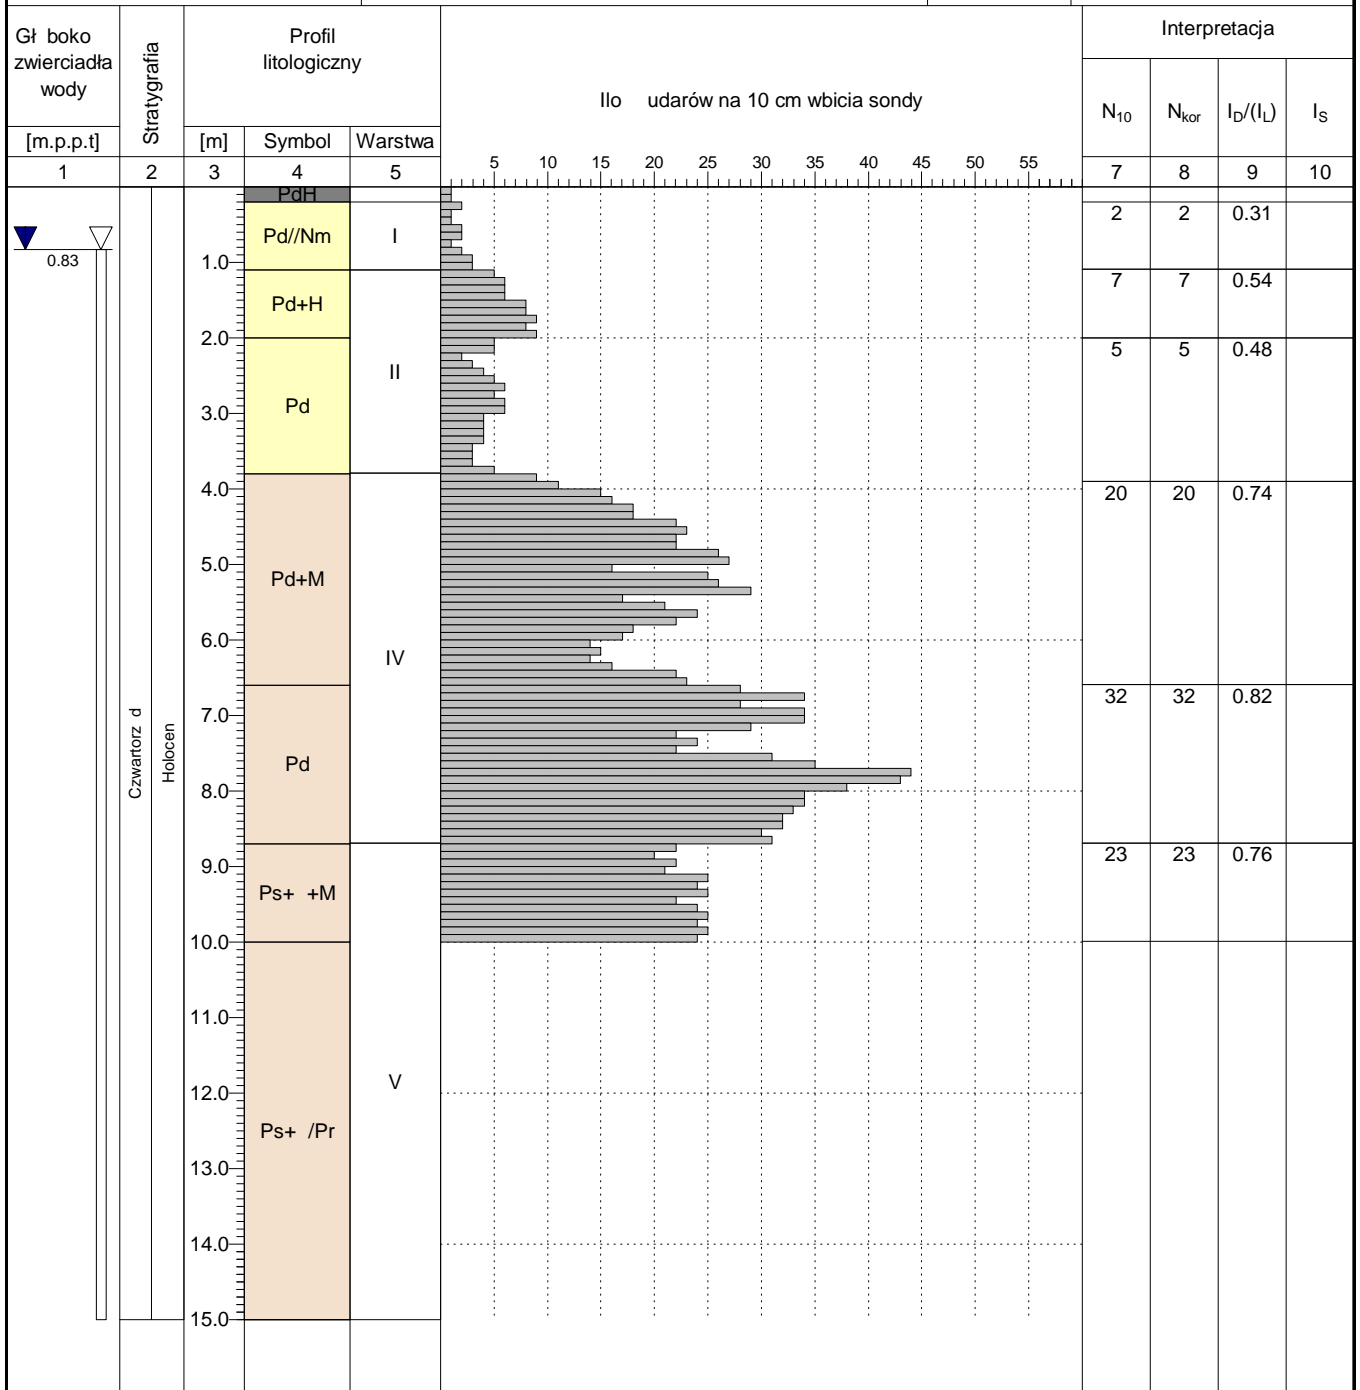 Gł boko
zwierciadła
wody
[m.p.p.t]
Stratygrafia
Profil
litologiczny
[m] Symbol Warstwa
Ilo udarów na 10 cm wbicia sondy
5 10 15 20 25 30 35 40 45 50 55
Interpretacja
N10 Nkor ID/(IL) IS
1 2 3 4 5 7 8 9 10
PdH
Pd//Nm I 2 2 0.31
0.83
1.0
Pd+H 7 7 0.54
2.0
II 5 5 0.48
Pd
3.0
4.0
20 20 0.74
5.0
Pd+M
6.0
IV
32 32 0.82
7.0
Pd
Czwartorz d
Holocen
8.0
23 23 0.76
9.0
Ps+ +M
10.0
11.0
V
12.0
Ps+ /Pr
13.0
14.0
15.0